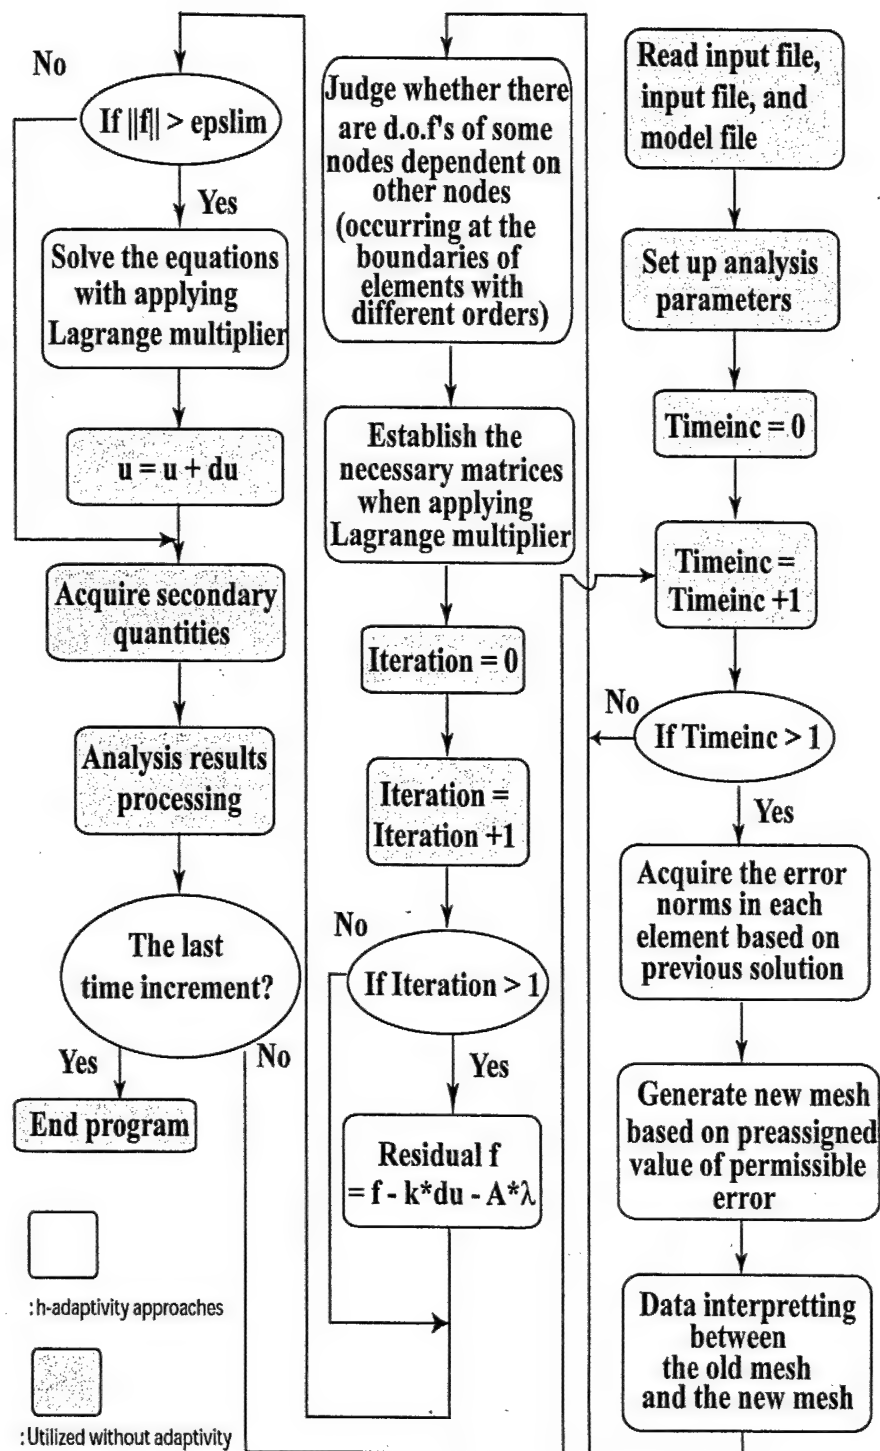 No
If ||f|| > epslim
Yes
Solve the equations
with applying
Lagrange multiplier
u = u + du
Acquire secondary
quantities
Analysis results
processing
The last
time increment?
Yes
No
End program
: h-adaptivity approaches
: Utilized without adaptivity
Judge whether there
are d.o.f's of some
nodes dependent on
other nodes
(occurring at the
boundaries of
elements with
different orders)
Establish the
necessary matrices
when applying
Lagrange multiplier
Iteration = 0
Iteration =
Iteration +1
No
If Iteration > 1
Yes
Residual f
= f - k*du - A*λ
Read input file,
input file, and
model file
Set up analysis
parameters
Timeinc = 0
Timeinc =
Timeinc +1
No
If Timeinc > 1
Yes
Acquire the error
norms in each
element based on
previous solution
Generate new mesh
based on preassigned
value of permissible
error
Data interpretting
between
the old mesh
and the new mesh